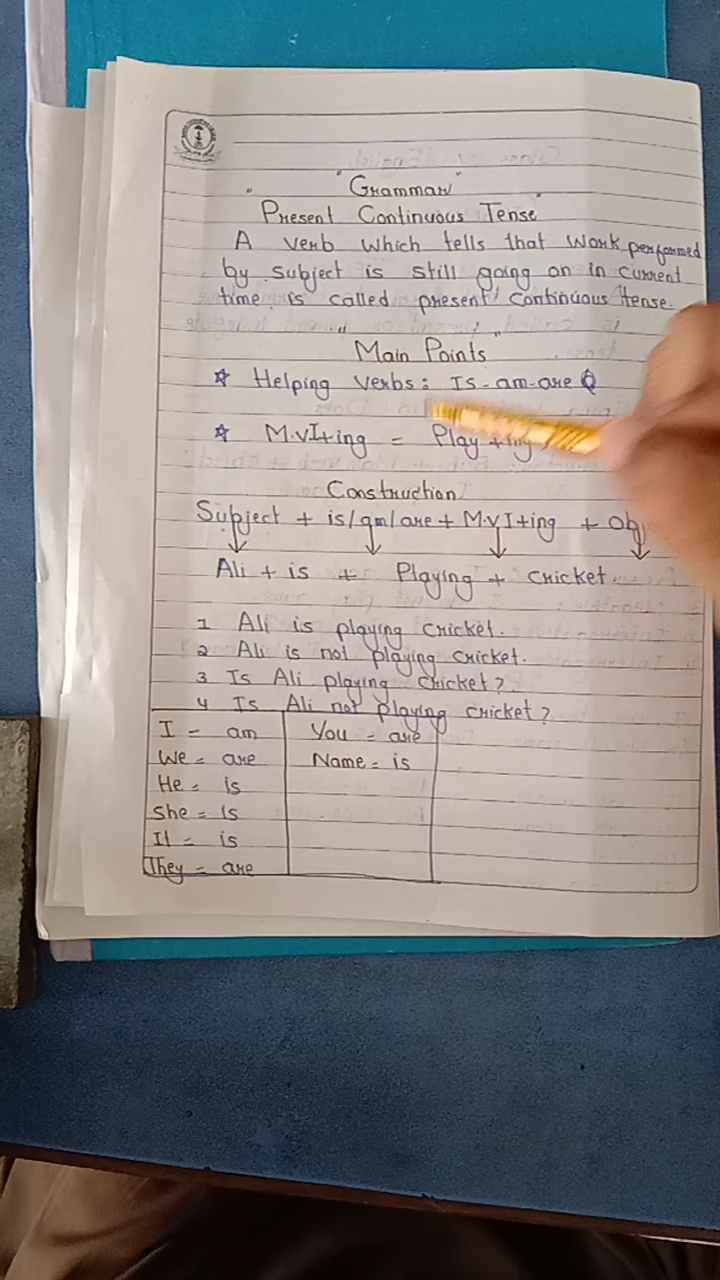 "Grammar"
"Present Continuous Tense"
A verb which tells that work performed
by subject is still going on in current
time is called present continuous tense.
"Main Points"
☆ Helping verbs: Is-am-are
☆ M.vI+ing = Play +ing
Construction
Subject + is/am/are + M.vI+ing + Obj
Ali + is + Playing + Cricket
1 Ali is playing cricket.
2 Ali is not playing cricket.
3 Is Ali playing cricket?
4 Is Ali not playing cricket?
I = am You = are
We = are Name = is
He = is
She = is
It = is
They = are